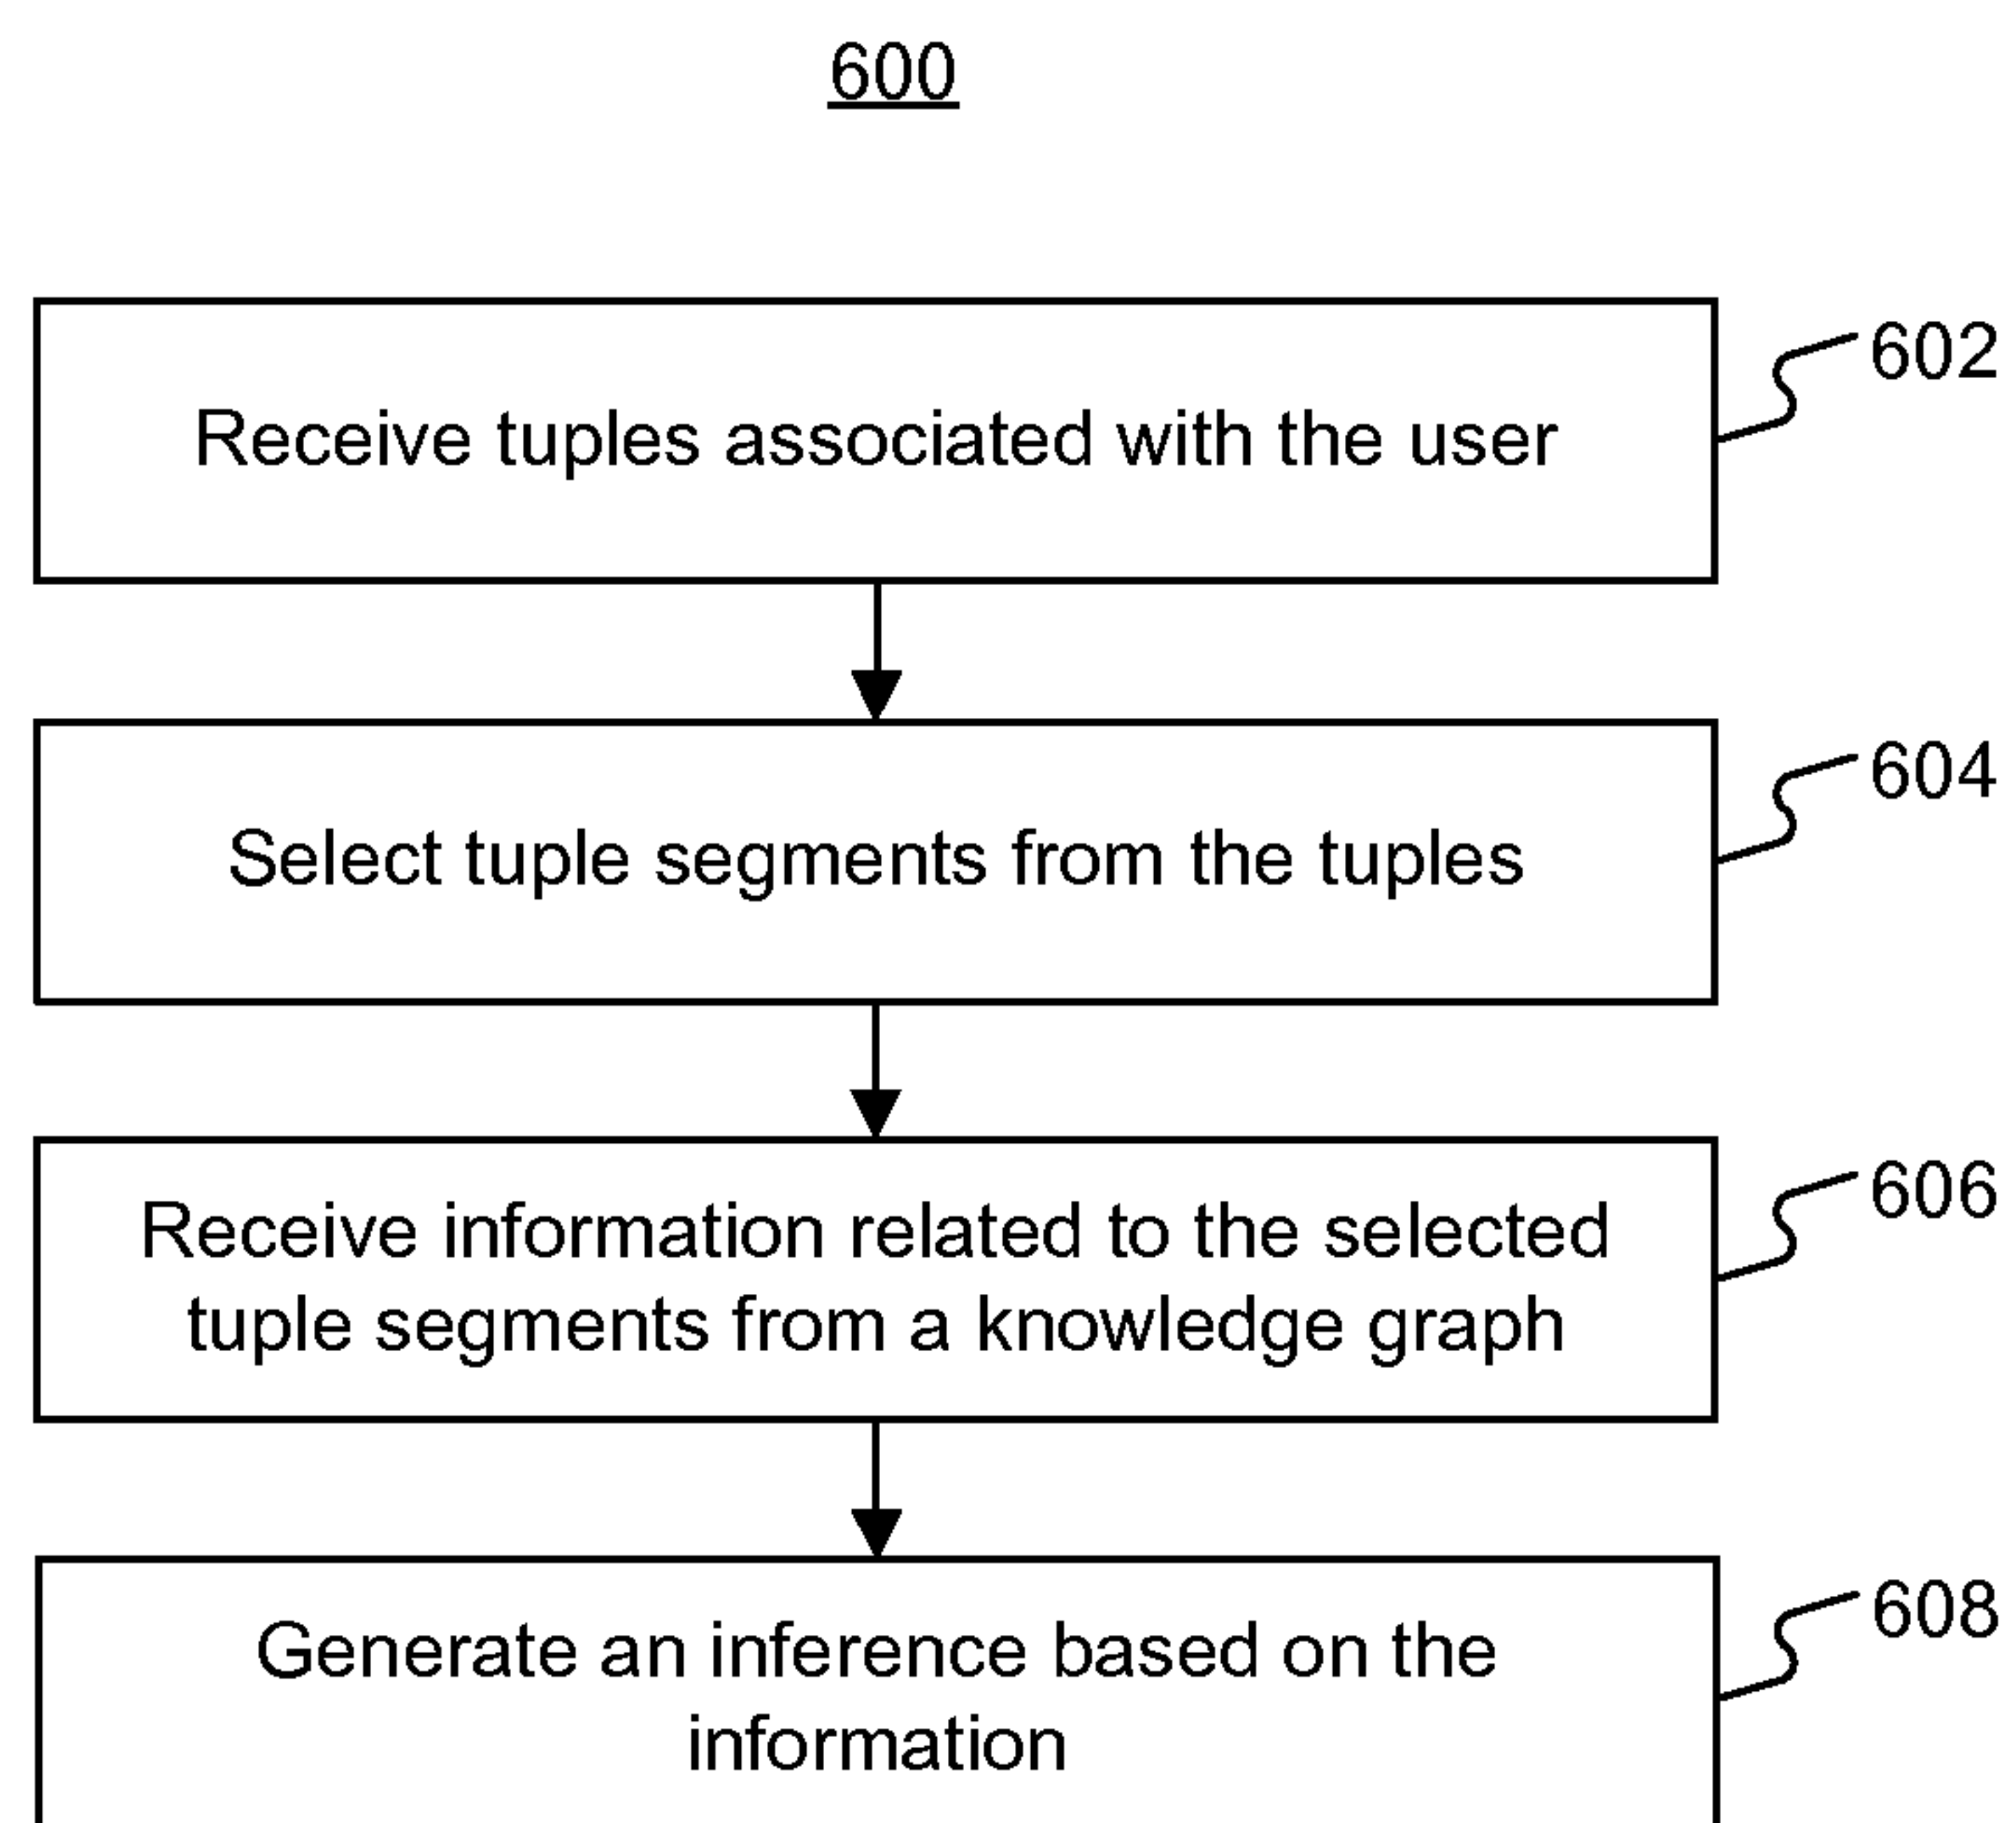 600
Receive tuples associated with the user
602
Select tuple segments from the tuples
604
Receive information related to the selected
tuple segments from a knowledge graph
606
Generate an inference based on the
information
608